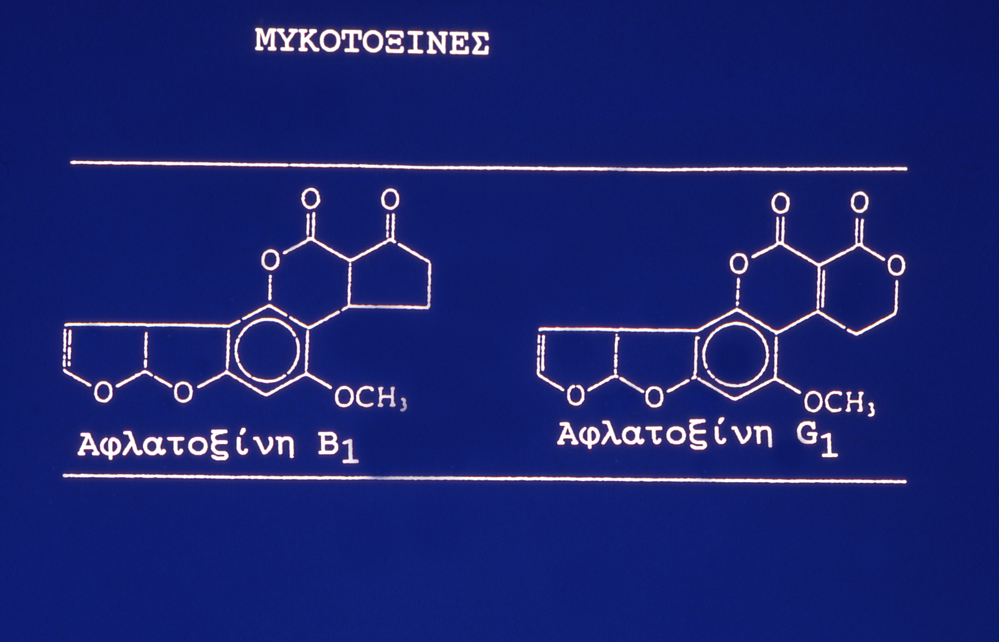 ΜΥΚΟΤΟΞΙΝΕΣ
O O O O
O O
O O OCH₃ O O OCH₃
Αφλατοξίνη B₁ Αφλατοξίνη G₁